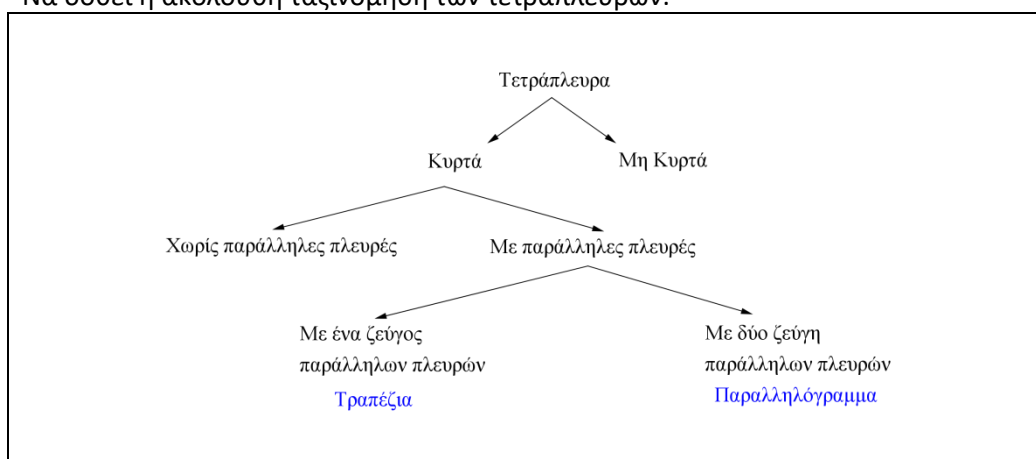 Να δοθεί η ακόλουθη ταξινόμηση των τετραπλεύρων:
Τετράπλευρα
Κυρτά
Μη Κυρτά
Χωρίς παράλληλες πλευρές
Με παράλληλες πλευρές
Με ένα ζεύγος
παράλληλων πλευρών
Τραπέζια
Με δύο ζεύγη
παράλληλων πλευρών
Παραλληλόγραμμα